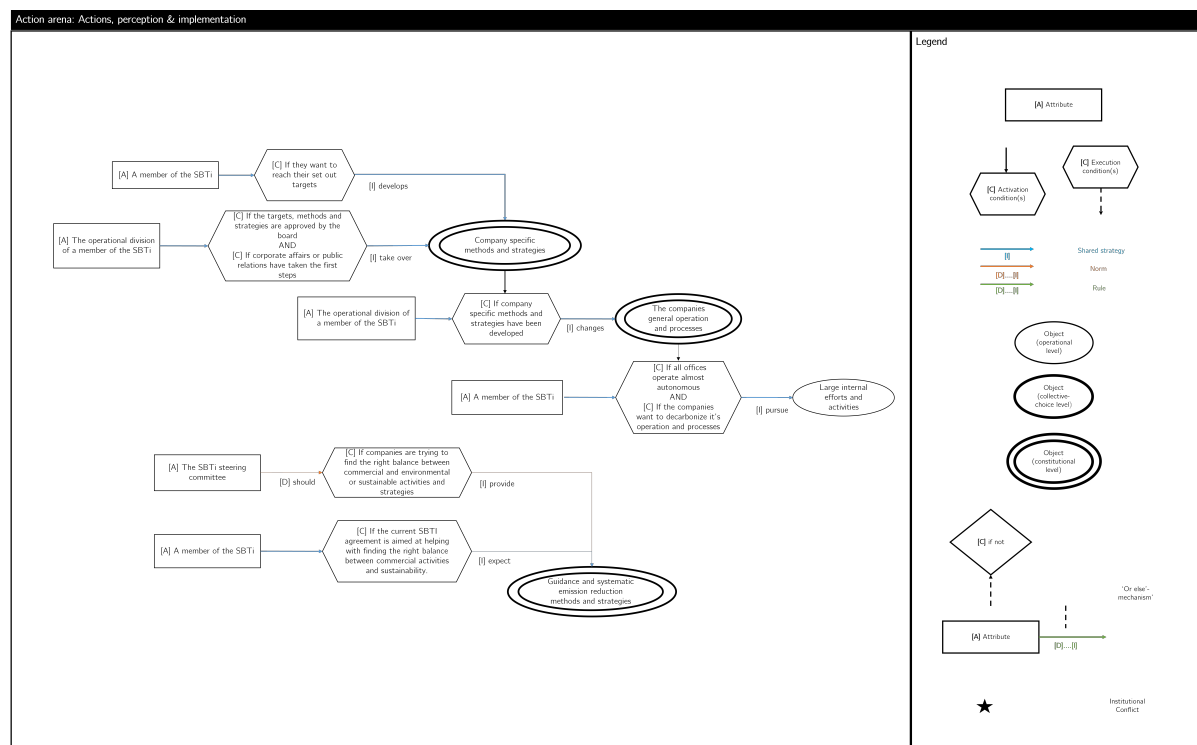 Action arena: Actions, perception & implementation
[A] A member of the SBTi
[C] If they want to
reach their set out
targets
[I] develops
[A] The operational division
of a member of the SBTi
[C] If the targets, methods and
strategies are approved by the
board
AND
[C] If corporate affairs or public
relations have taken the first
steps
[I] take over
Company specific
methods and strategies
[A] The operational division of
a member of the SBTi
[C] If company
specific methods and
strategies have been
developed
[I] changes
The companies
general operation
and processes
[A] A member of the SBTi
[C] If all offices
operate almost
autonomous
AND
[C] If the companies
want to decarbonize it's
operation and processes
[I] pursue
Large internal
efforts and
activities
[A] The SBTi steering
committee
[D] should
[C] If companies are trying to
find the right balance between
commercial and environmental
or sustainable activities and
strategies
[I] provide
[A] A member of the SBTi
[C] If the current SBTI
agreement is aimed at helping
with finding the right balance
between commercial activities
and sustainability.
[I] expect
Guidance and systematic
emission reduction
methods and strategies
Legend
[A] Attribute
[C] Activation
condition(s)
[C] Execution
condition(s)
[I]
Shared strategy
[D]....[I]
Norm
[D]....[I]
Rule
Object
(operational
level)
Object
(collective-
choice level)
Object
(constitutional
level)
[C] if not
'Or else'-
mechanism'
[A] Attribute
[D]....[I]
Institutional
Conflict